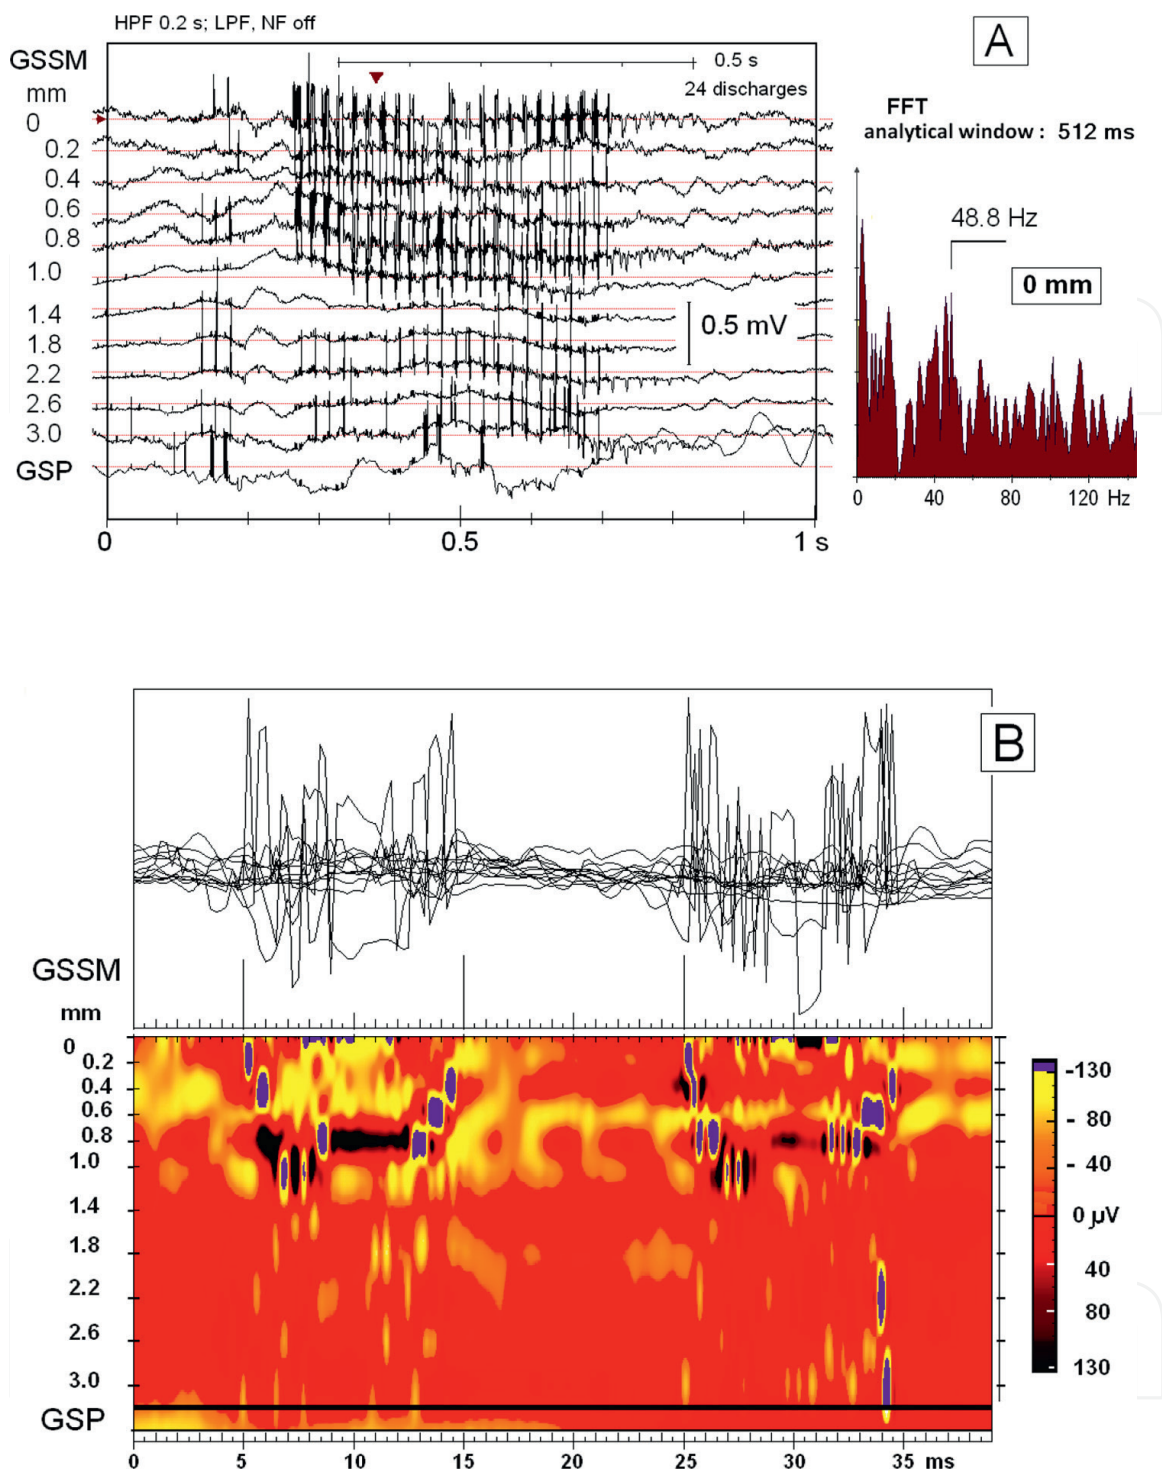 HPF 0.2 s; LPF, NF off
GSSM
mm
0
0.2
0.4
0.6
0.8
1.0
1.4
1.8
2.2
2.6
3.0
GSP
0.5 s
24 discharges
0.5 mV
0 0.5 1 s
A
FFT
analytical window : 512 ms
48.8 Hz
0 mm
0 40 80 120 Hz
B
GSSM
mm
0
0.2
0.4
0.6
0.8
1.0
1.4
1.8
2.2
2.6
3.0
GSP
-130
- 80
- 40
0 µV
40
80
130
0 5 10 15 20 25 30 35 ms